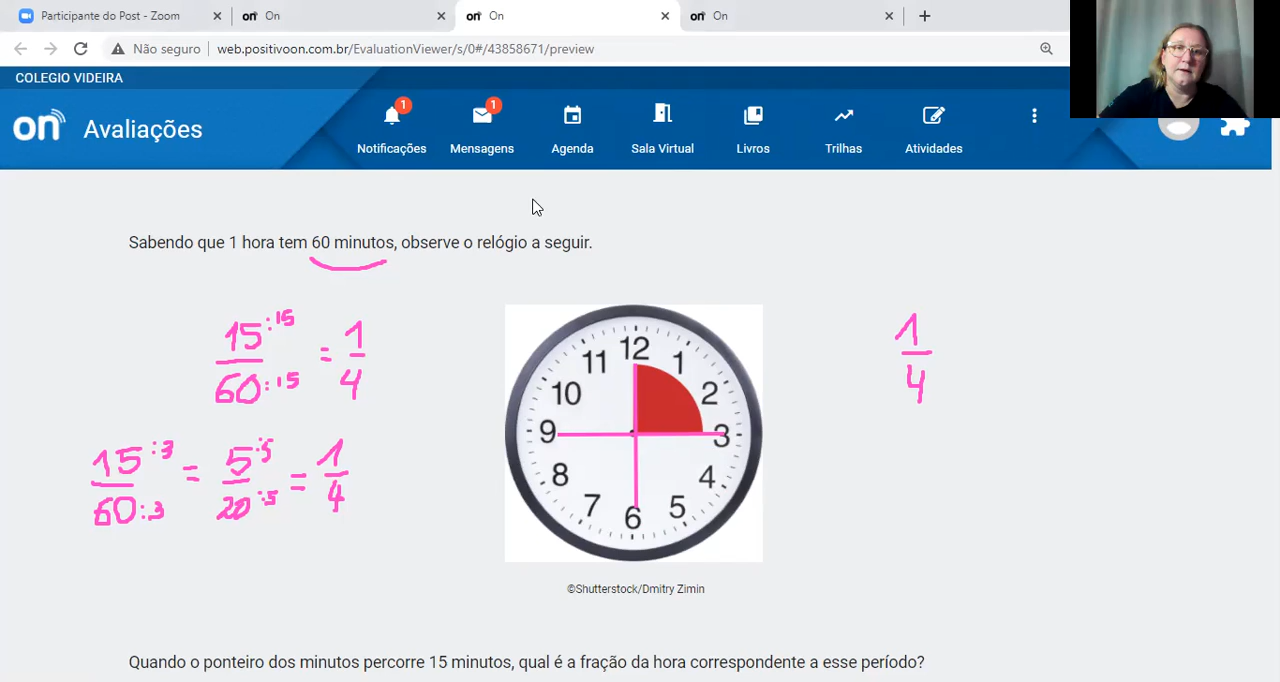 Participante do Post - Zoom
On
On
On
Não seguro
web.positivoon.com.br/EvaluationViewer/s/0#/43858671/preview
COLEGIO VIDEIRA
on
Avaliações
1
1
Notificações
Mensagens
Agenda
Sala Virtual
Livros
Trilhas
Atividades
Sabendo que 1 hora tem 60 minutos, observe o relógio a seguir.
15:15
60:15
= 1
4
15:3
60:3
= 5:5
20:5
= 1
4
12
1
2
3
4
5
6
7
8
9
10
11
1
4
©Shutterstock/Dmitry Zimin
Quando o ponteiro dos minutos percorre 15 minutos, qual é a fração da hora correspondente a esse período?